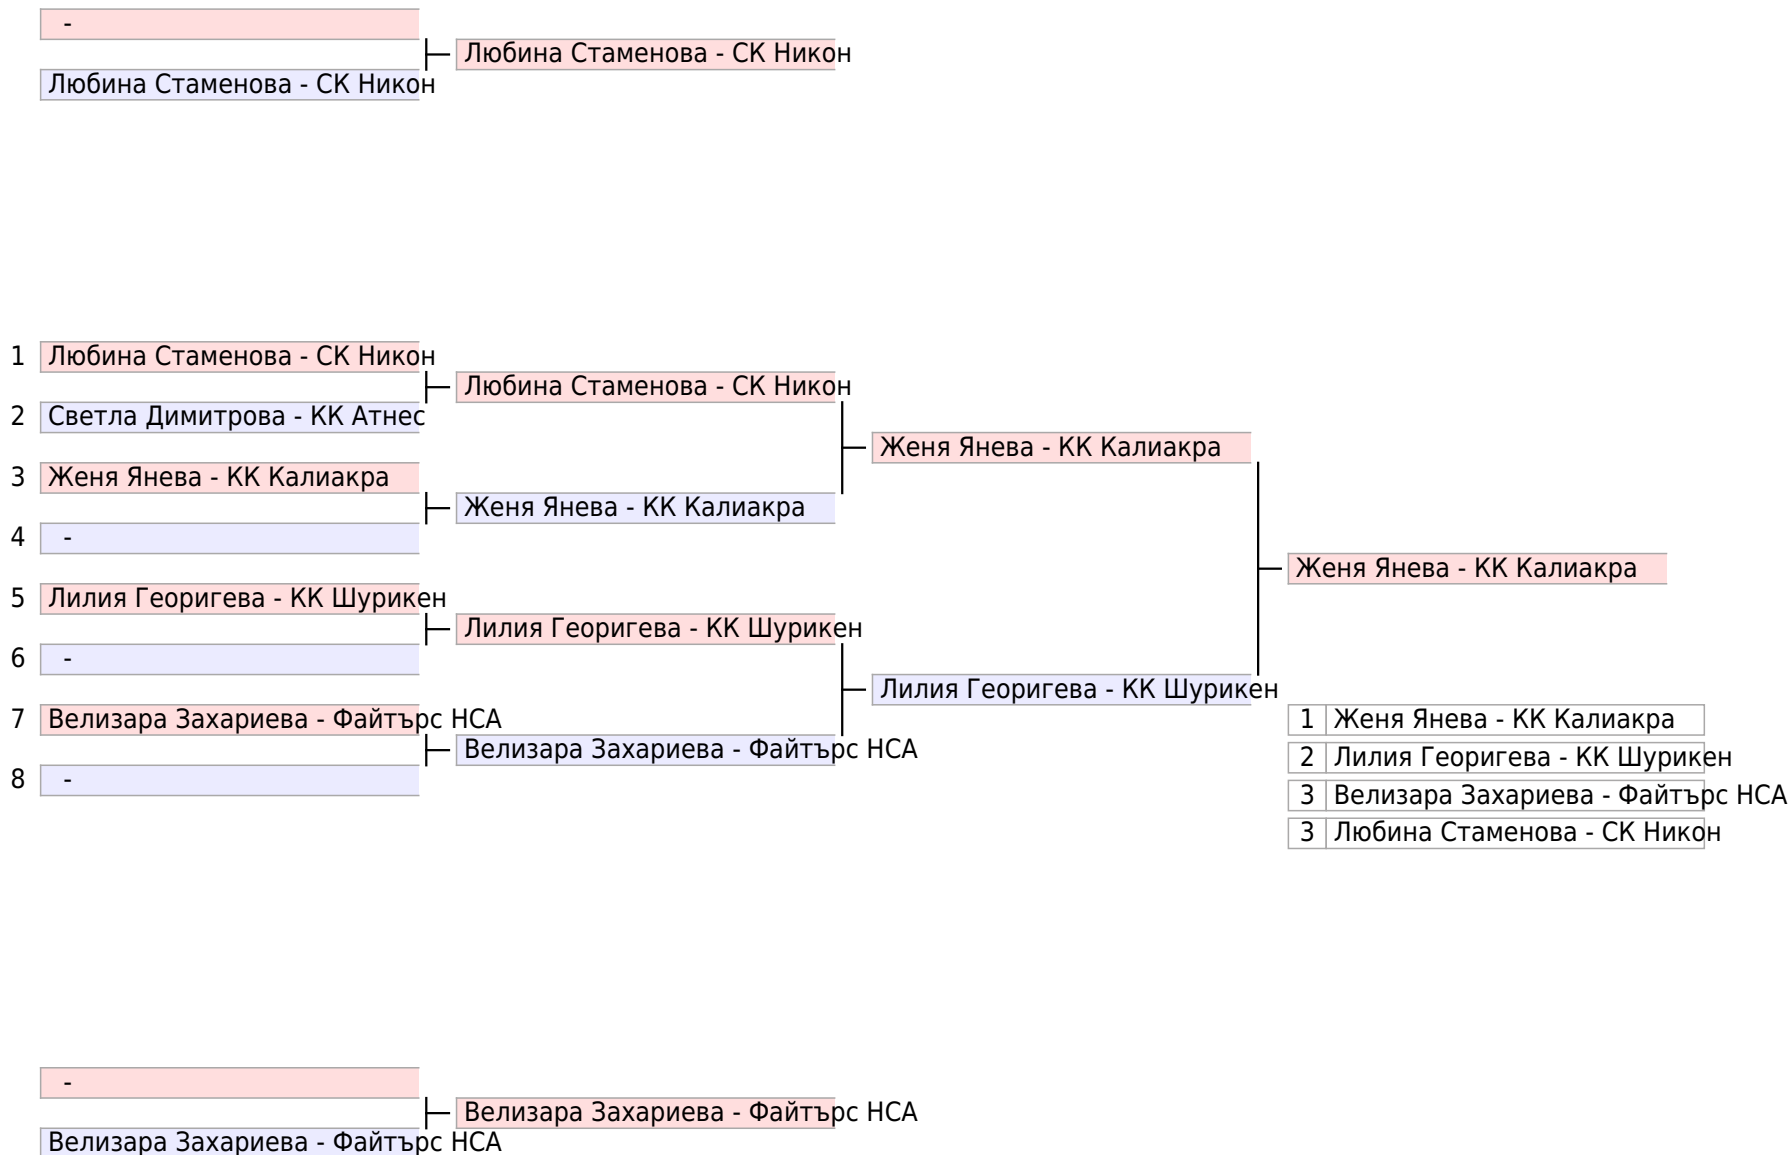 -
Любина Стаменова - СК Никон
Любина Стаменова - СК Никон
1 Любина Стаменова - СК Никон
Любина Стаменова - СК Никон
2 Светла Димитрова - КК Атнес
Женя Янева - КК Калиакра
3 Женя Янева - КК Калиакра
Женя Янева - КК Калиакра
4 -
Женя Янева - КК Калиакра
5 Лилия Георигева - КК Шурикен
Лилия Георигева - КК Шурикен
6 -
Лилия Георигева - КК Шурикен
7 Велизара Захариева - Файтърс НСА
Велизара Захариева - Файтърс НСА
8 -
1 Женя Янева - КК Калиакра
2 Лилия Георигева - КК Шурикен
3 Велизара Захариева - Файтърс НСА
3 Любина Стаменова - СК Никон
-
Велизара Захариева - Файтърс НСА
Велизара Захариева - Файтърс НСА